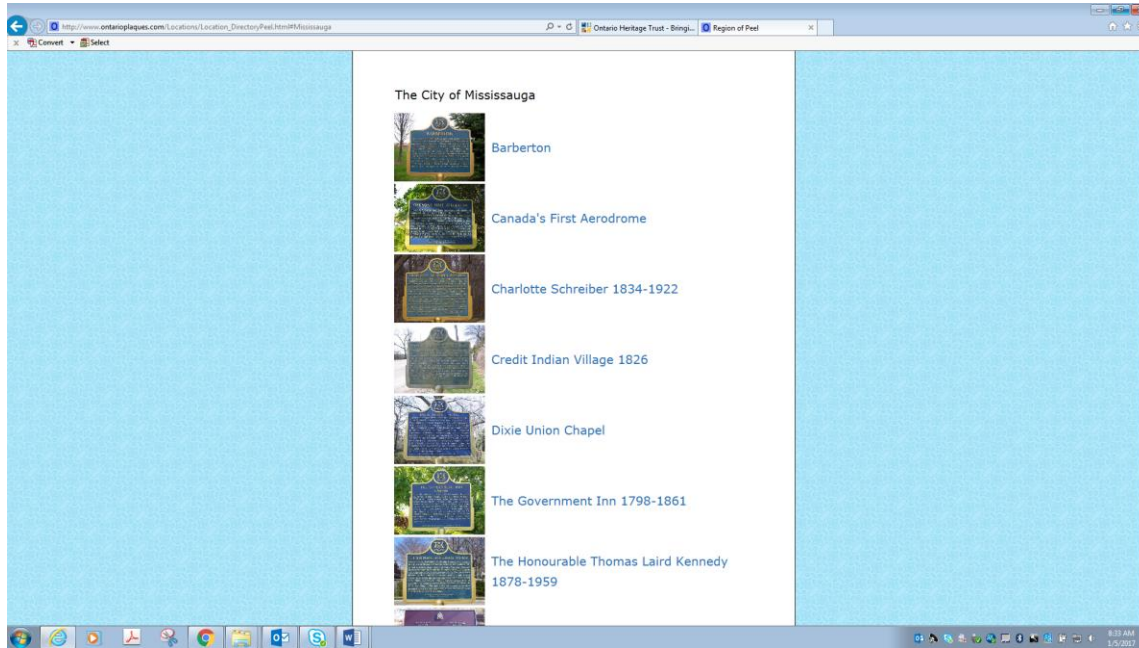 http://www.ontarioplaques.com/Locations/Location_DirectoryPeel.html#Mississauga
Ontario Heritage Trust - Bringi...
Region of Peel
x Convert Select
The City of Mississauga
Barberton
Canada's First Aerodrome
Charlotte Schreiber 1834-1922
Credit Indian Village 1826
Dixie Union Chapel
The Government Inn 1798-1861
The Honourable Thomas Laird Kennedy
1878-1959
8:33 AM
1/5/2017